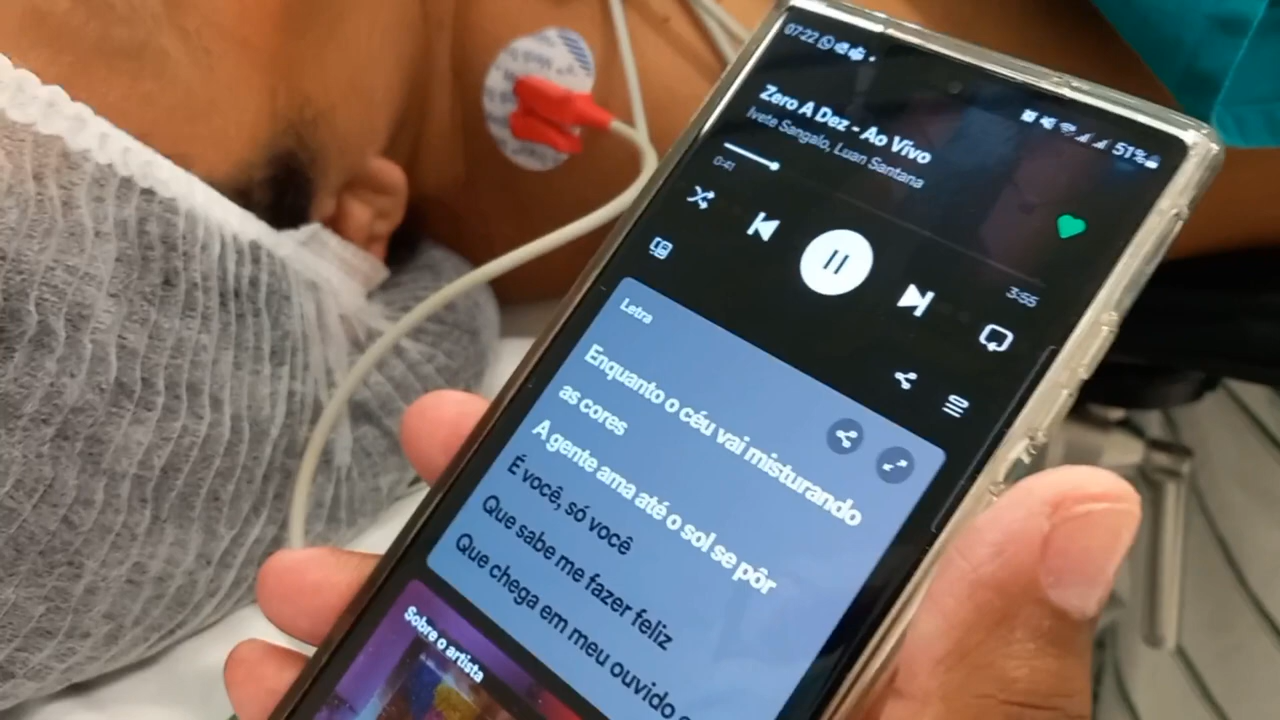 07:22
51%
Zero A Dez - Ao Vivo
Ivete Sangalo, Luan Santana
0:41
3:55
Letra
Enquanto o céu vai misturando
as cores
A gente ama até o sol se pôr
É você, só você
Que sabe me fazer feliz
Que chega em meu ouvido
Sobre o artista